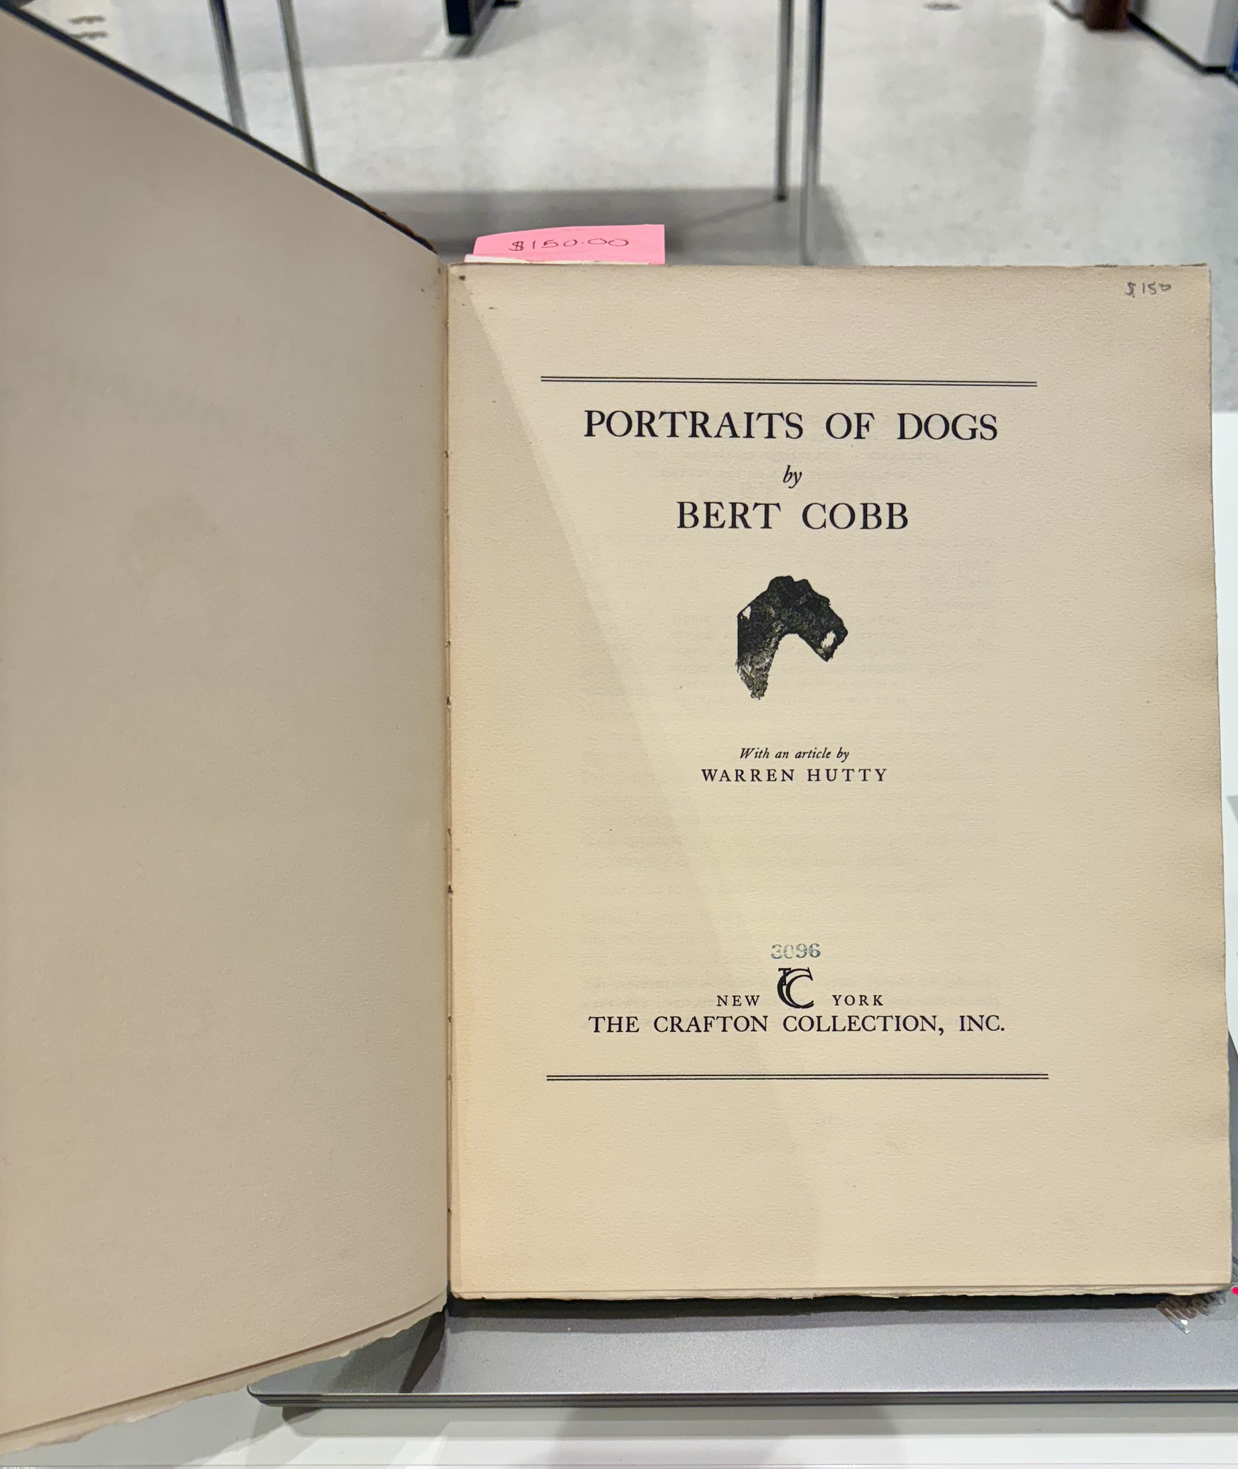 $150.00
$150
PORTRAITS OF DOGS
by
BERT COBB
With an article by
WARREN HUTTY
3096
NEW C YORK
THE CRAFTON COLLECTION, INC.